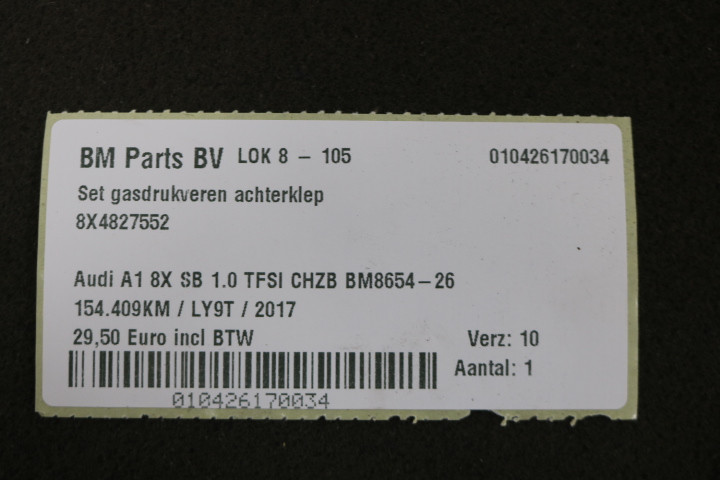 BM Parts BV LOK 8 - 105 010426170034
Set gasdrukveren achterklep
8X4827552
Audi A1 8X SB 1.0 TFSI CHZB BM8654-26
154.409KM / LY9T / 2017
29,50 Euro incl BTW Verz: 10
Aantal: 1
010426170034